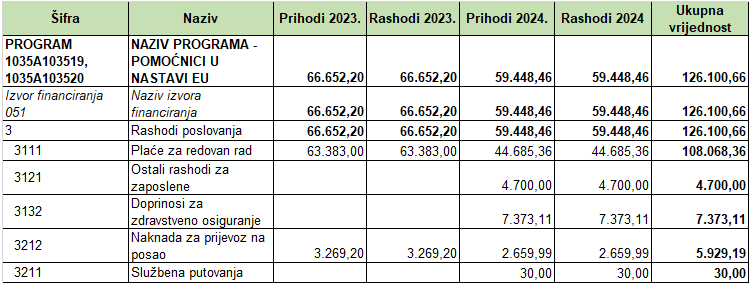 Šifra Naziv Prihodi 2023. Rashodi 2023. Prihodi 2024. Rashodi 2024 Ukupna vrijednost
PROGRAM NAZIV PROGRAMA -
1035A103519, POMOĆNICI U
1035A103520 NASTAVI EU 66.652,20 66.652,20 59.448,46 59.448,46 126.100,66
Izvor financiranja Naziv izvora
051 financiranja 66.652,20 66.652,20 59.448,46 59.448,46 126.100,66
3 Rashodi poslovanja 66.652,20 66.652,20 59.448,46 59.448,46 126.100,66
3111 Plaće za redovan rad 63.383,00 63.383,00 44.685,36 44.685,36 108.068,36
Ostali rashodi za
3121 zaposlene 4.700,00 4.700,00 4.700,00
Doprinosi za
3132 zdravstveno osiguranje 7.373,11 7.373,11 7.373,11
Naknada za prijevoz na
3212 posao 3.269,20 3.269,20 2.659,99 2.659,99 5.929,19
3211 Službena putovanja 30,00 30,00 30,00